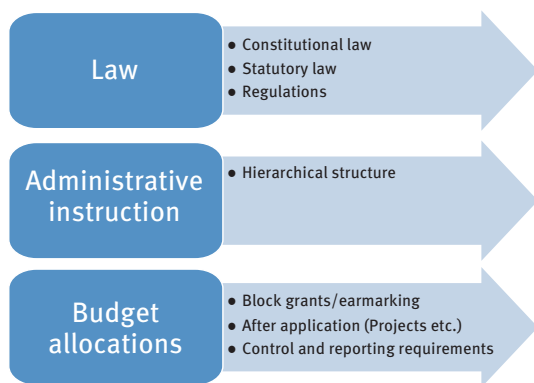 Law
● Constitutional law
● Statutory law
● Regulations
Administrative
instruction
● Hierarchical structure
Budget
allocations
● Block grants/earmarking
● After application (Projects etc.)
● Control and reporting requirements